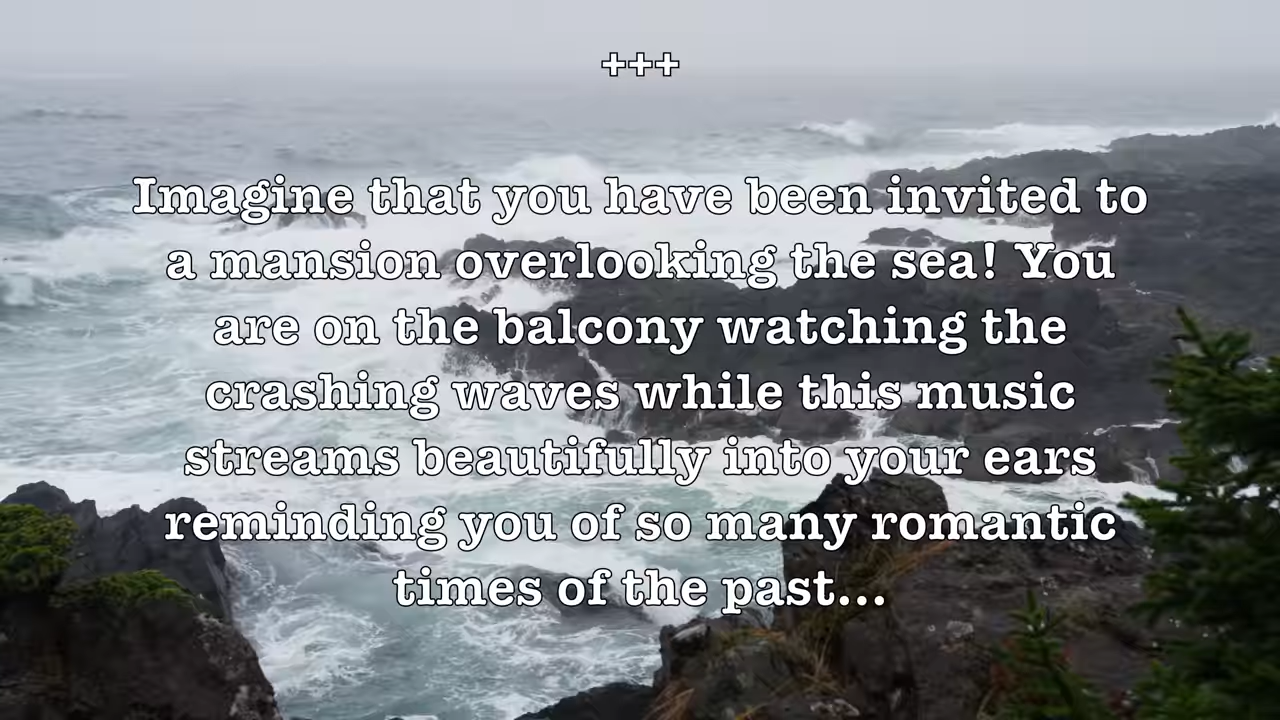 +++
Imagine that you have been invited to
a mansion overlooking the sea! You
are on the balcony watching the
crashing waves while this music
streams beautifully into your ears
reminding you of so many romantic
times of the past...